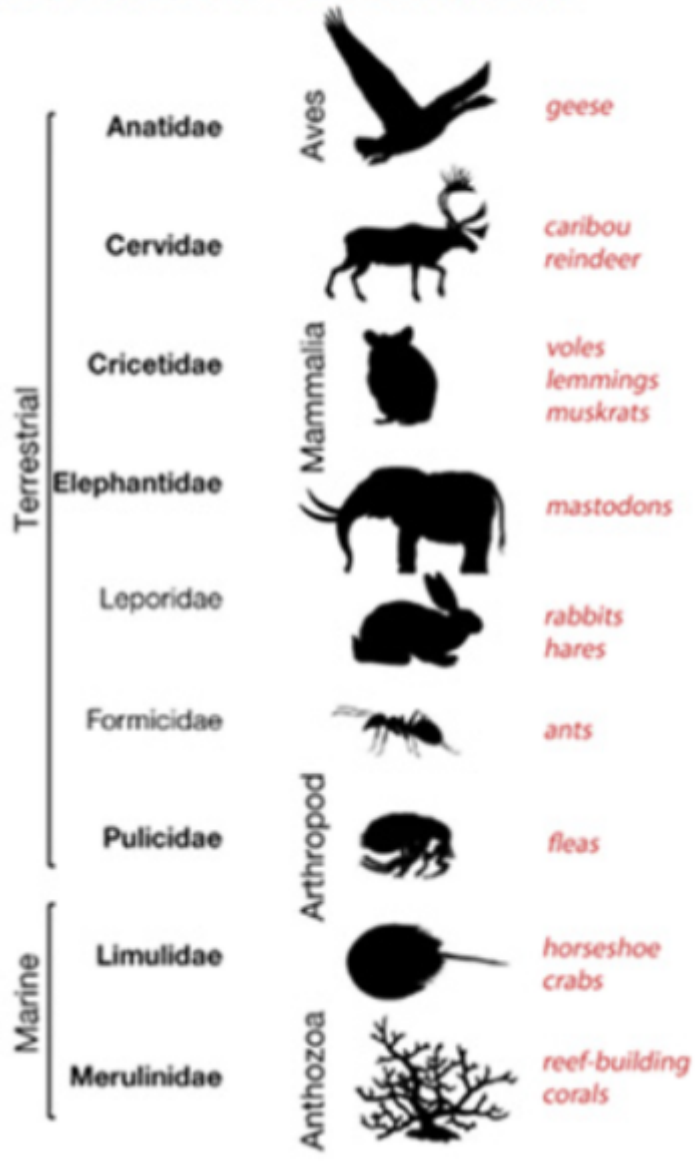 Terrestrial
Anatidae
Aves
geese
Cervidae
caribou
reindeer
Mammalia
Cricetidae
voles
lemmings
muskrats
Elephantidae
mastodons
Leporidae
rabbits
hares
Formicidae
ants
Arthropod
Pulicidae
fleas
Marine
Limulidae
horseshoe
crabs
Anthozoa
Merulinidae
reef-building
corals